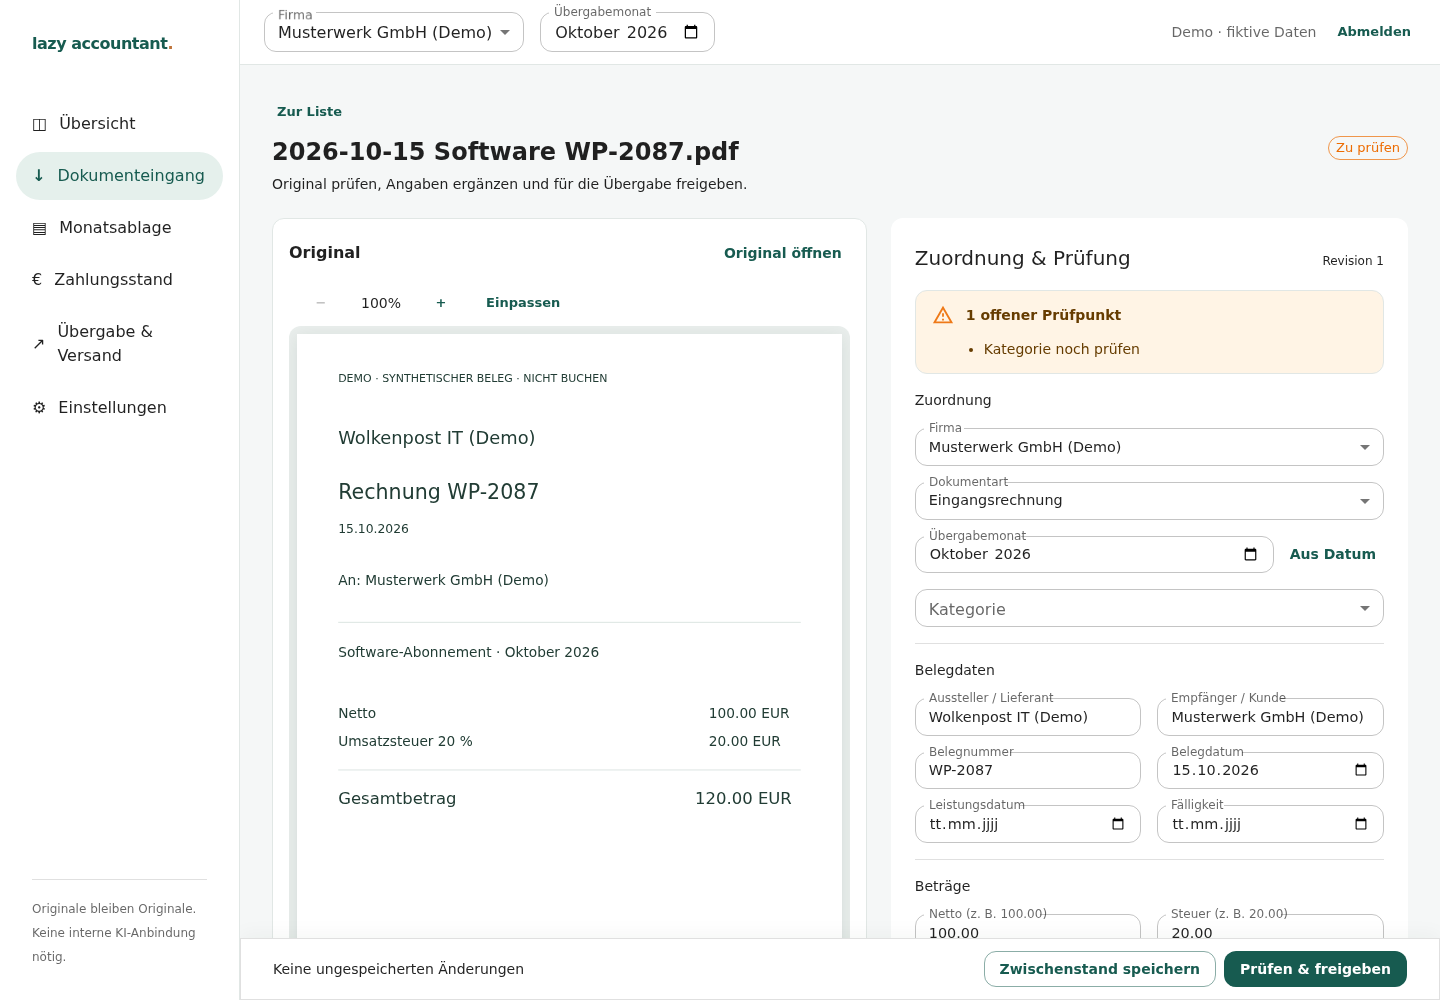 lazy accountant.
Übersicht
Dokumenteingang
Monatsablage
€ Zahlungsstand
Übergabe &
Versand
Einstellungen
Originale bleiben Originale.
Keine interne KI-Anbindung
nötig.
Firma
Musterwerk GmbH (Demo)
Übergabemonat
Oktober 2026
Demo · fiktive Daten
Abmelden
Zur Liste
2026-10-15 Software WP-2087.pdf
Zu prüfen
Original prüfen, Angaben ergänzen und für die Übergabe freigeben.
Original
Original öffnen
− 100% + Einpassen
DEMO · SYNTHETISCHER BELEG · NICHT BUCHEN
Wolkenpost IT (Demo)
Rechnung WP-2087
15.10.2026
An: Musterwerk GmbH (Demo)
Software-Abonnement · Oktober 2026
Netto 100.00 EUR
Umsatzsteuer 20 % 20.00 EUR
Gesamtbetrag 120.00 EUR
Zuordnung & Prüfung
Revision 1
1 offener Prüfpunkt
• Kategorie noch prüfen
Zuordnung
Firma
Musterwerk GmbH (Demo)
Dokumentart
Eingangsrechnung
Übergabemonat
Oktober 2026
Aus Datum
Kategorie
Belegdaten
Aussteller / Lieferant
Wolkenpost IT (Demo)
Empfänger / Kunde
Musterwerk GmbH (Demo)
Belegnummer
WP-2087
Belegdatum
15.10.2026
Leistungsdatum
tt.mm.jjjj
Fälligkeit
tt.mm.jjjj
Beträge
Netto (z. B. 100.00)
100.00
Steuer (z. B. 20.00)
20.00
Keine ungespeicherten Änderungen
Zwischenstand speichern
Prüfen & freigeben